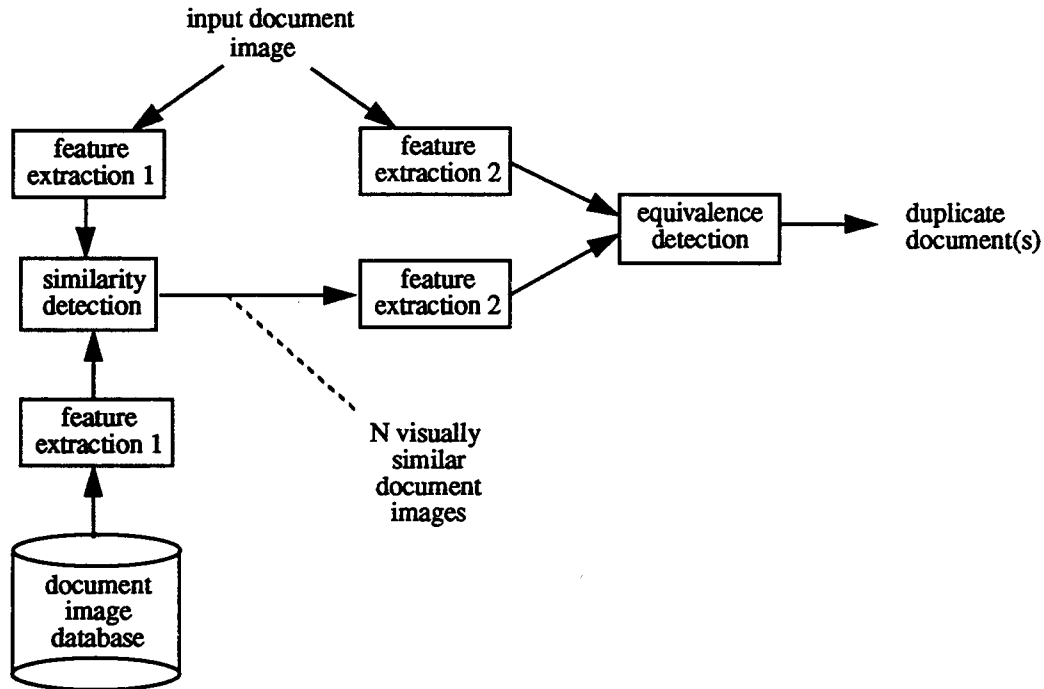 input document
image
feature
extraction 1
feature
extraction 2
equivalence
detection
duplicate
document(s)
similarity
detection
feature
extraction 2
feature
extraction 1
N visually
similar
document
images
document
image
database